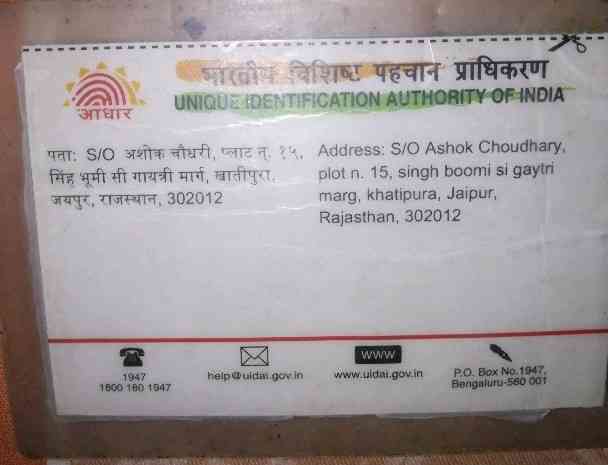 भारतीय विशिष्ट पहचान प्राधिकरण
UNIQUE IDENTIFICATION AUTHORITY OF INDIA
आधार
पता: S/O अशोक चौधरी, प्लाट न. १५,
सिंह भूमी सी गायत्री मार्ग, खातीपुरा,
जयपुर, राजस्थान, 302012
Address: S/O Ashok Choudhary,
plot n. 15, singh boomi si gaytri
marg, khatipura, Jaipur,
Rajasthan, 302012
1947
1800 180 1947
help@uidai.gov.in
www
www.uidai.gov.in
P.O. Box No.1947,
Bengaluru-560 001